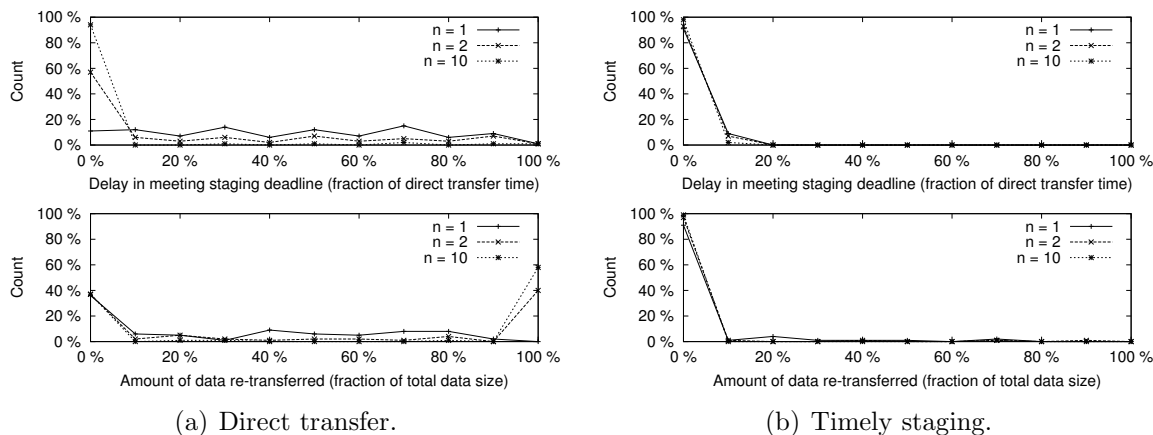 100 %
80 %
60 %
40 %
20 %
0 %
Count
n = 1
n = 2
n = 10
0 % 20 % 40 % 60 % 80 % 100 %
Delay in meeting staging deadline (fraction of direct transfer time)
100 %
80 %
60 %
40 %
20 %
0 %
Count
n = 1
n = 2
n = 10
0 % 20 % 40 % 60 % 80 % 100 %
Amount of data re-transferred (fraction of total data size)
(a) Direct transfer.
100 %
80 %
60 %
40 %
20 %
0 %
Count
n = 1
n = 2
n = 10
0 % 20 % 40 % 60 % 80 % 100 %
Delay in meeting staging deadline (fraction of direct transfer time)
100 %
80 %
60 %
40 %
20 %
0 %
Count
n = 1
n = 2
n = 10
0 % 20 % 40 % 60 % 80 % 100 %
Amount of data re-transferred (fraction of total data size)
(b) Timely staging.